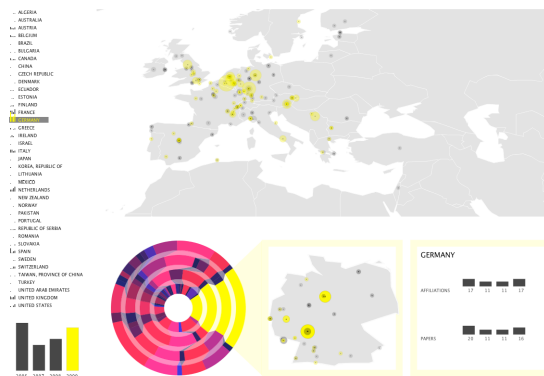 ALGERIA
AUSTRALIA
AUSTRIA
BELGIUM
BRAZIL
BULGARIA
CANADA
CHINA
CZECH REPUBLIC
DENMARK
ECUADOR
ESTONIA
FINLAND
FRANCE
GERMANY
GREECE
IRELAND
ISRAEL
ITALY
JAPAN
KOREA, REPUBLIC OF
LITHUANIA
MEXICO
NETHERLANDS
NEW ZEALAND
NORWAY
PAKISTAN
PORTUGAL
REPUBLIC OF SERBIA
ROMANIA
SLOVAKIA
SPAIN
SWEDEN
SWITZERLAND
TAIWAN, PROVINCE OF CHINA
TURKEY
UNITED ARAB EMIRATES
UNITED KINGDOM
UNITED STATES
GERMANY
AFFILIATIONS 17 11 11 17
PAPERS 20 11 11 16